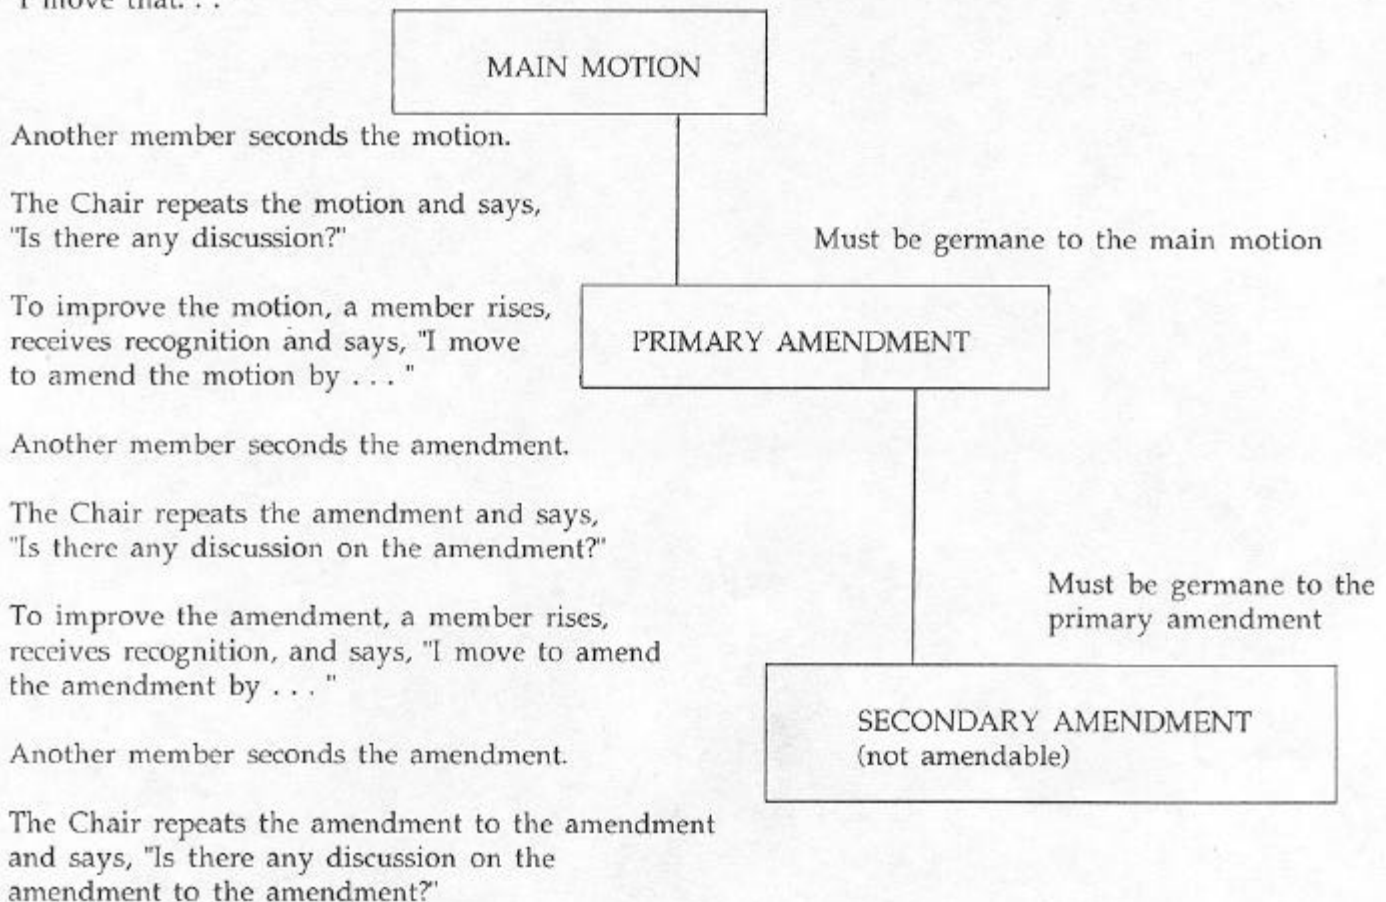 "I move that. . .
MAIN MOTION
Another member seconds the motion.
The Chair repeats the motion and says,
"Is there any discussion?"
Must be germane to the main motion
To improve the motion, a member rises,
receives recognition and says, "I move
to amend the motion by . . . "
PRIMARY AMENDMENT
Another member seconds the amendment.
The Chair repeats the amendment and says,
"Is there any discussion on the amendment?"
Must be germane to the
primary amendment
To improve the amendment, a member rises,
receives recognition, and says, "I move to amend
the amendment by . . . "
SECONDARY AMENDMENT
(not amendable)
Another member seconds the amendment.
The Chair repeats the amendment to the amendment
and says, "Is there any discussion on the
amendment to the amendment?"